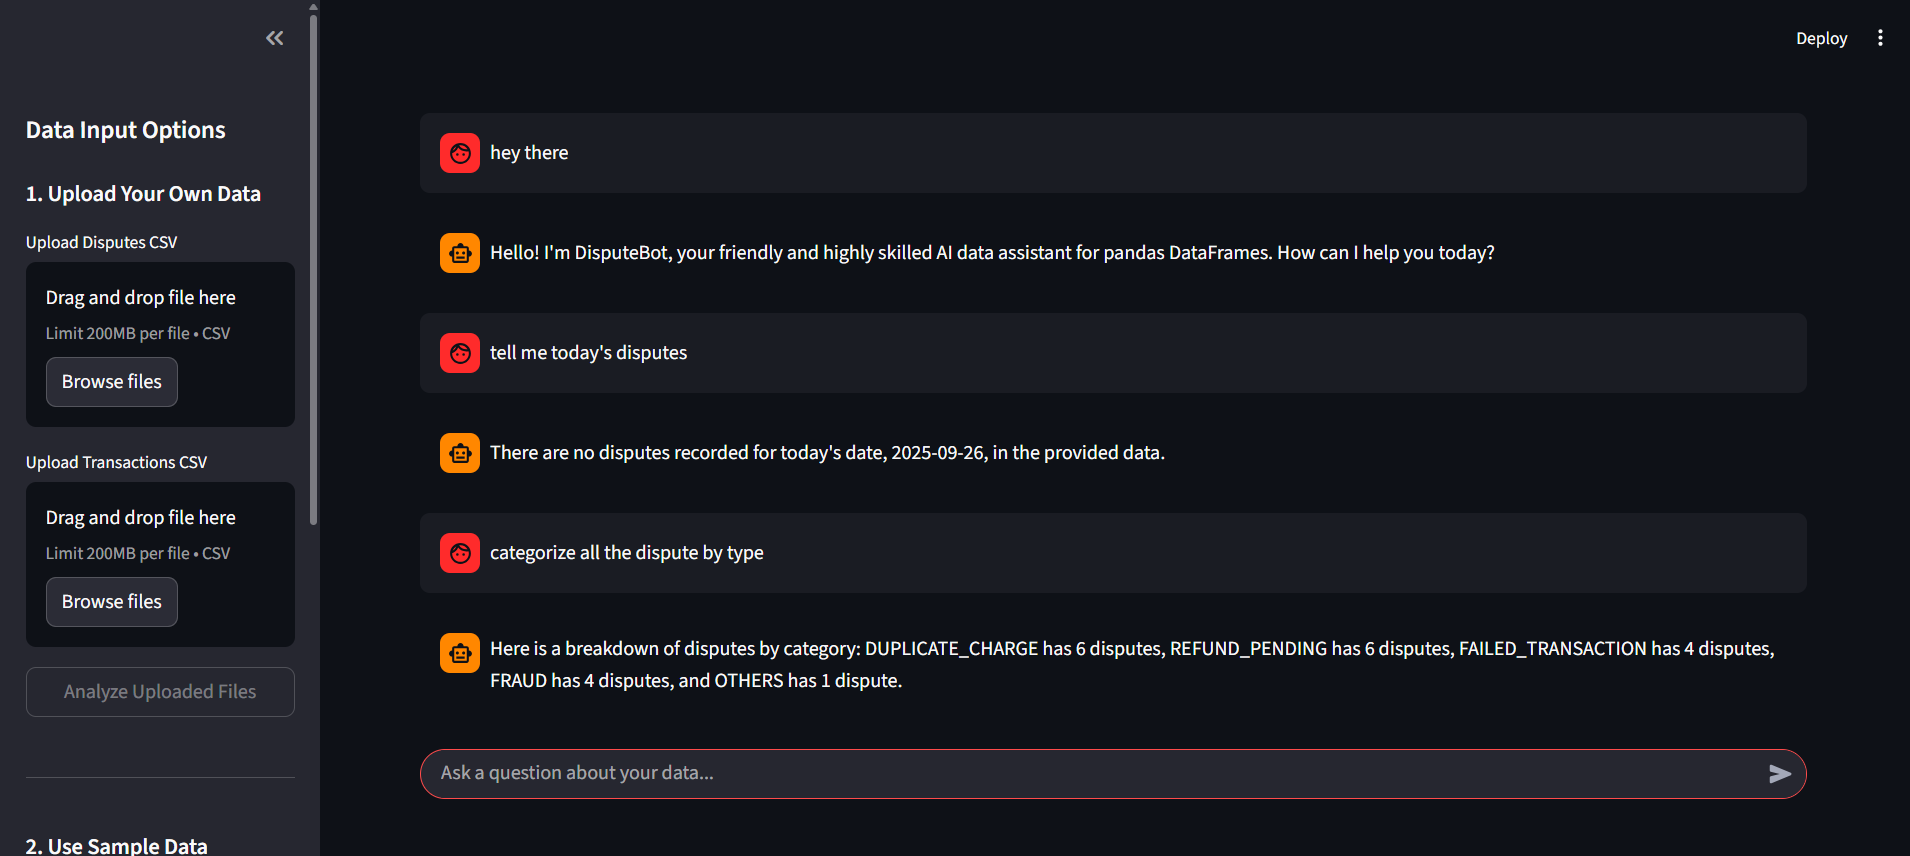 Data Input Options
1. Upload Your Own Data
Upload Disputes CSV
Drag and drop file here
Limit 200MB per file • CSV
Browse files
Upload Transactions CSV
Drag and drop file here
Limit 200MB per file • CSV
Browse files
Analyze Uploaded Files
2. Use Sample Data
Deploy
hey there
Hello! I'm DisputeBot, your friendly and highly skilled AI data assistant for pandas DataFrames. How can I help you today?
tell me today's disputes
There are no disputes recorded for today's date, 2025-09-26, in the provided data.
categorize all the dispute by type
Here is a breakdown of disputes by category: DUPLICATE_CHARGE has 6 disputes, REFUND_PENDING has 6 disputes, FAILED_TRANSACTION has 4 disputes,
FRAUD has 4 disputes, and OTHERS has 1 dispute.
Ask a question about your data...